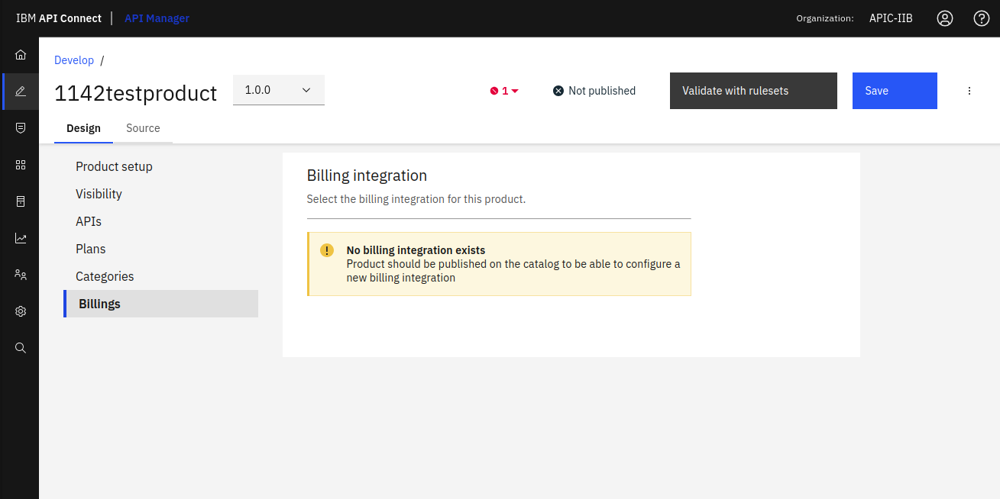 IBM API Connect | API Manager
Organization: APIC-IIB
Develop /
1142testproduct
1.0.0
1
Not published
Validate with rulesets
Save
Design
Source
Product setup
Visibility
APIs
Plans
Categories
Billings
Billing integration
Select the billing integration for this product.
No billing integration exists
Product should be published on the catalog to be able to configure a
new billing integration